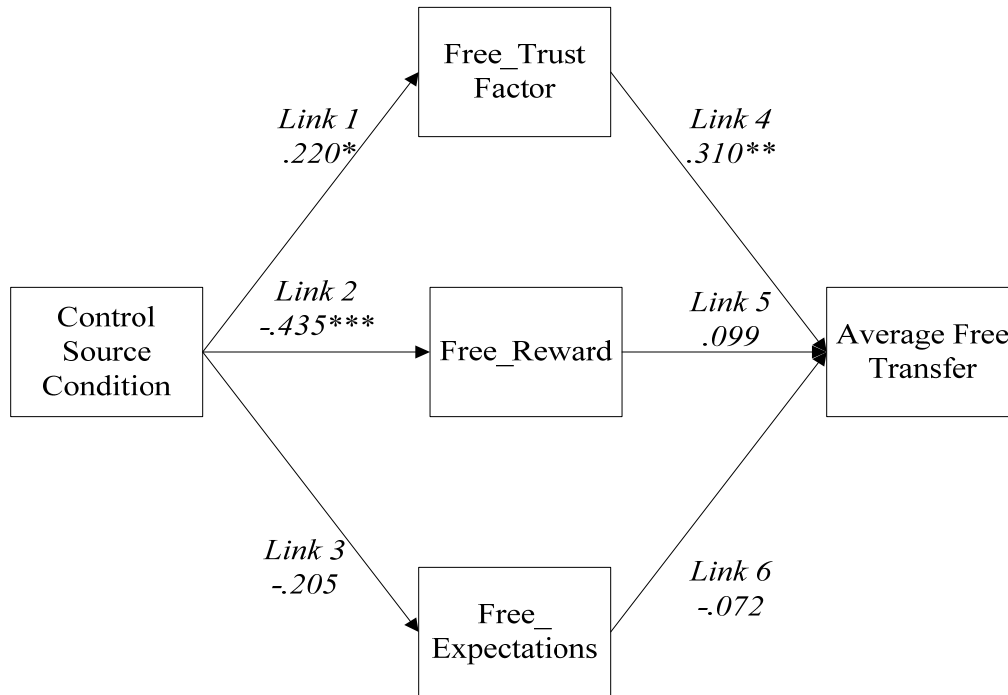 Free_Trust
Factor
Link 1
.220*
Link 4
.310**
Control
Source
Condition
Link 2
-.435***
Free_Reward
Link 5
.099
Average Free
Transfer
Link 3
-.205
Free_
Expectations
Link 6
-.072